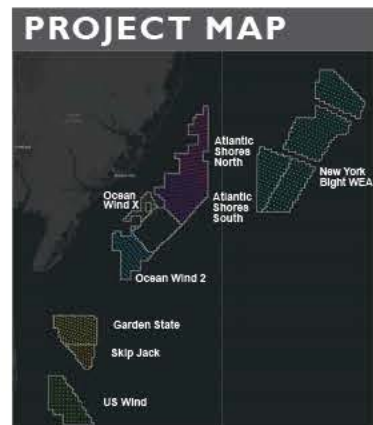 PROJECT MAP
Atlantic
Shores
North
New York
Bight WEA
Ocean
Wind X
Atlantic
Shores
South
Ocean Wind 2
Garden State
Skip Jack
US Wind